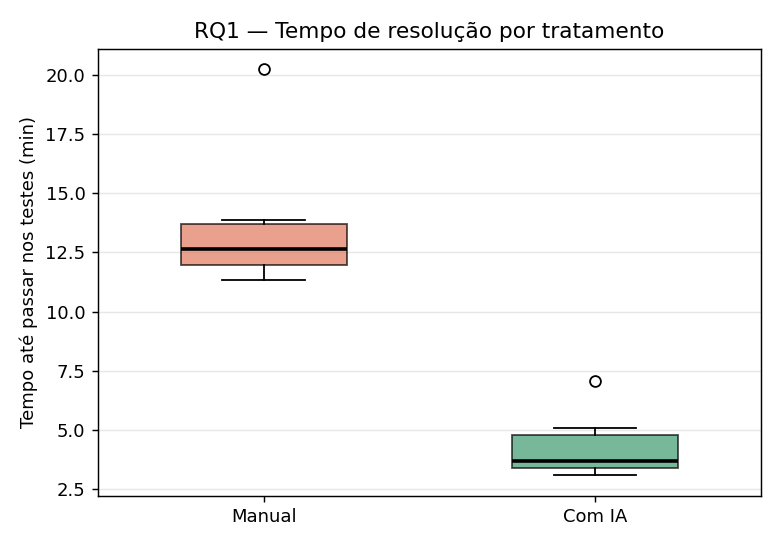 RQ1 — Tempo de resolução por tratamento
Tempo até passar nos testes (min)
20.0
17.5
15.0
12.5
10.0
7.5
5.0
2.5
Manual
Com IA